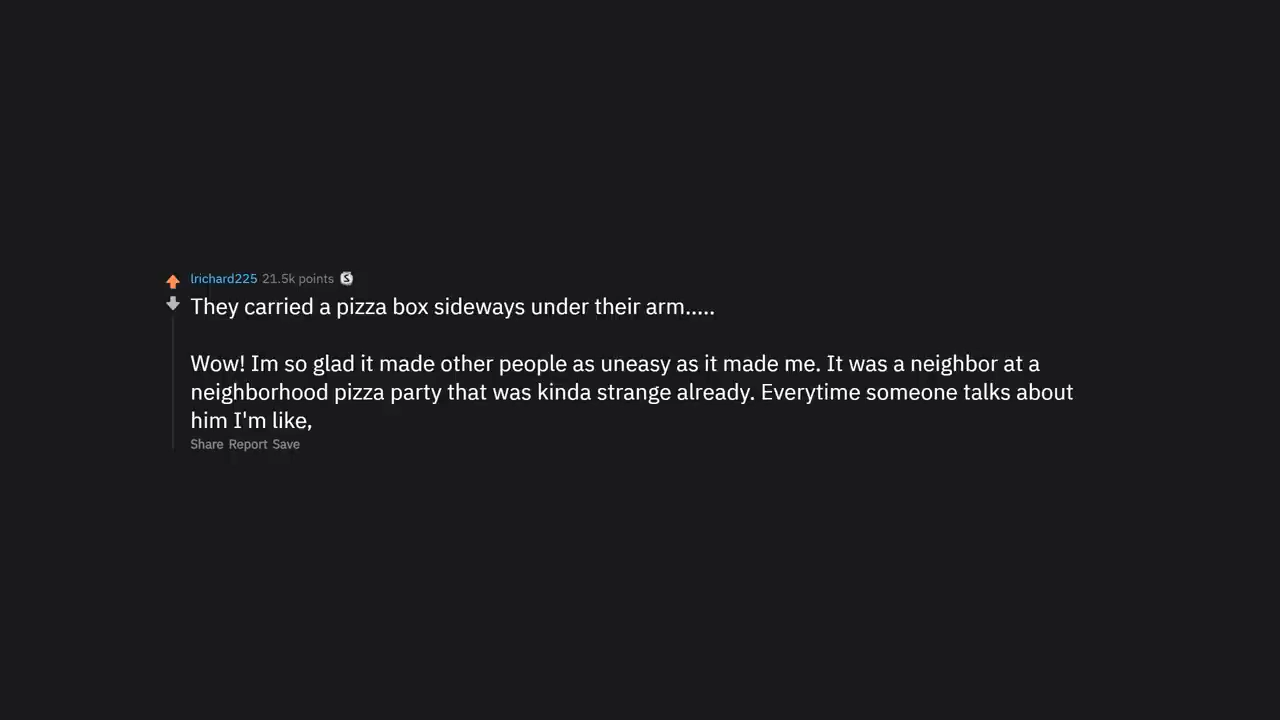 lrichard225 21.5k points S
They carried a pizza box sideways under their arm.....
Wow! Im so glad it made other people as uneasy as it made me. It was a neighbor at a
neighborhood pizza party that was kinda strange already. Everytime someone talks about
him I'm like,
Share Report Save